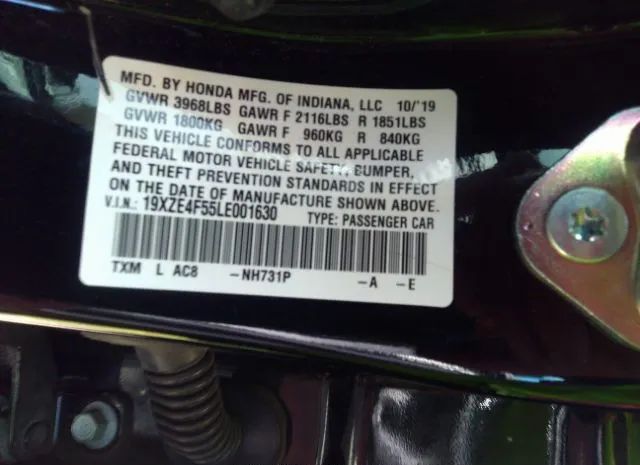 MFD. BY HONDA MFG. OF INDIANA, LLC 10/'19
GVWR 3968LBS GAWR F 2116LBS R 1851LBS
GVWR 1800KG GAWR F 960KG R 840KG
THIS VEHICLE CONFORMS TO ALL APPLICABLE
FEDERAL MOTOR VEHICLE SAFETY, BUMPER,
AND THEFT PREVENTION STANDARDS IN EFFECT
ON THE DATE OF MANUFACTURE SHOWN ABOVE.
V.I.N.: 19XZE4F55LE001630 TYPE: PASSENGER CAR
TXM L AC8 -NH731P -A -E